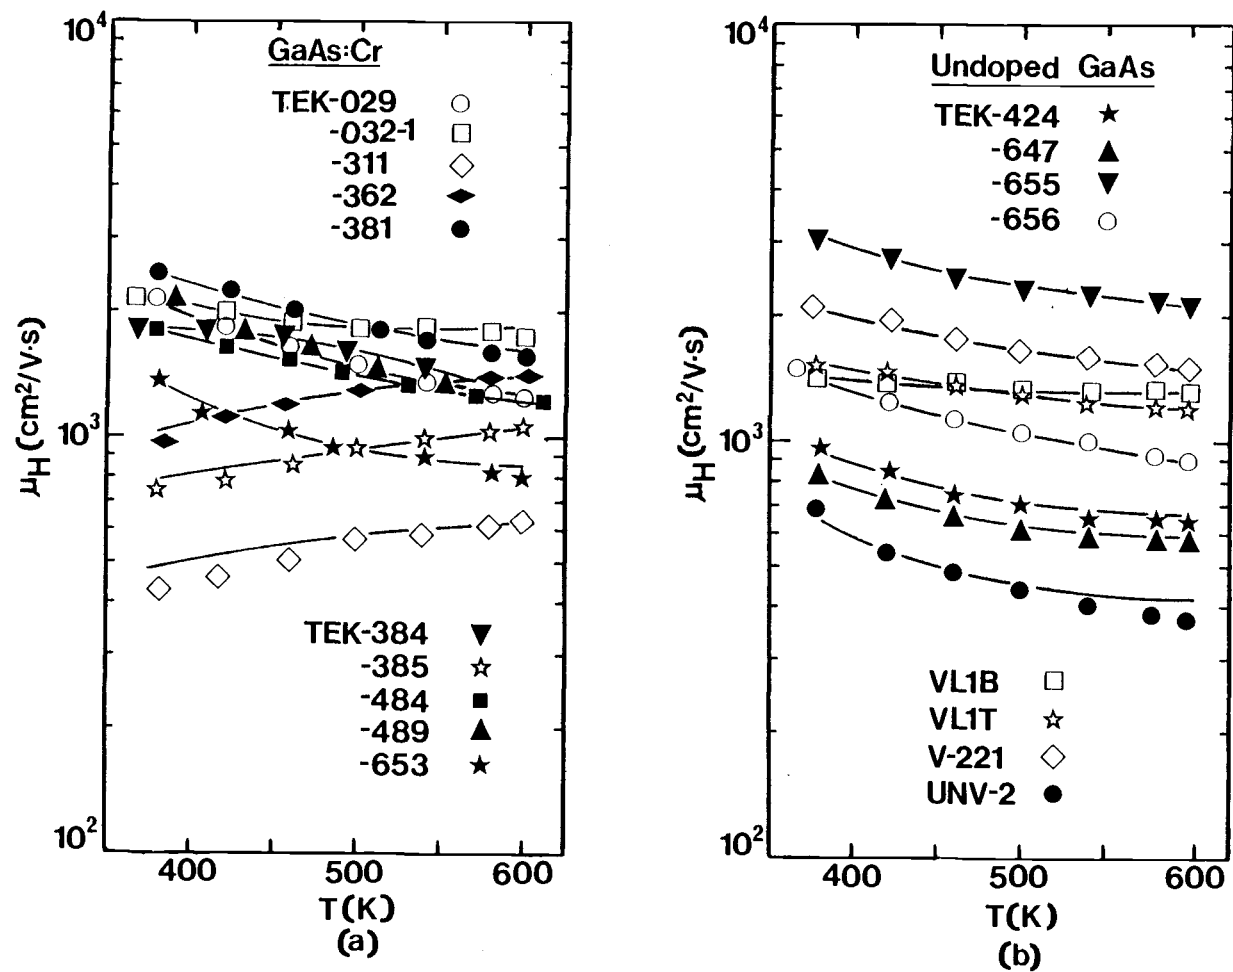 10⁴
GaAs:Cr
TEK-029
-032-1
-311
-362
-381
10³
μH (cm²/V·s)
TEK-384
-385
-484
-489
-653
10²
400
500
600
T(K)
(a)
10⁴
Undoped GaAs
TEK-424
-647
-655
-656
10³
μH (cm²/V·s)
VL1B
VL1T
V-221
UNV-2
10²
400
500
600
T(K)
(b)